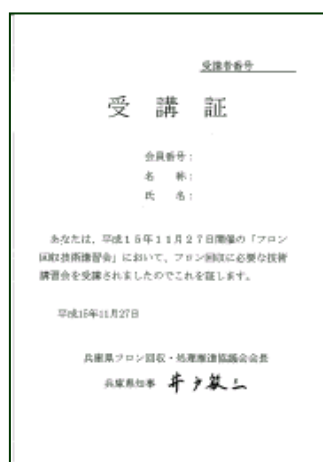 受講者番号
受 講 証
会員番号：
名 称：
氏 名：
あなたは、平成15年11月27日開催の「フロン
回収技術講習会」において、フロン回収に必要な技術
講習会を受講されましたのでこれを証します。
平成15年11月27日
兵庫県フロン回収・処理推進協議会会長
兵庫県知事 井戸敏三